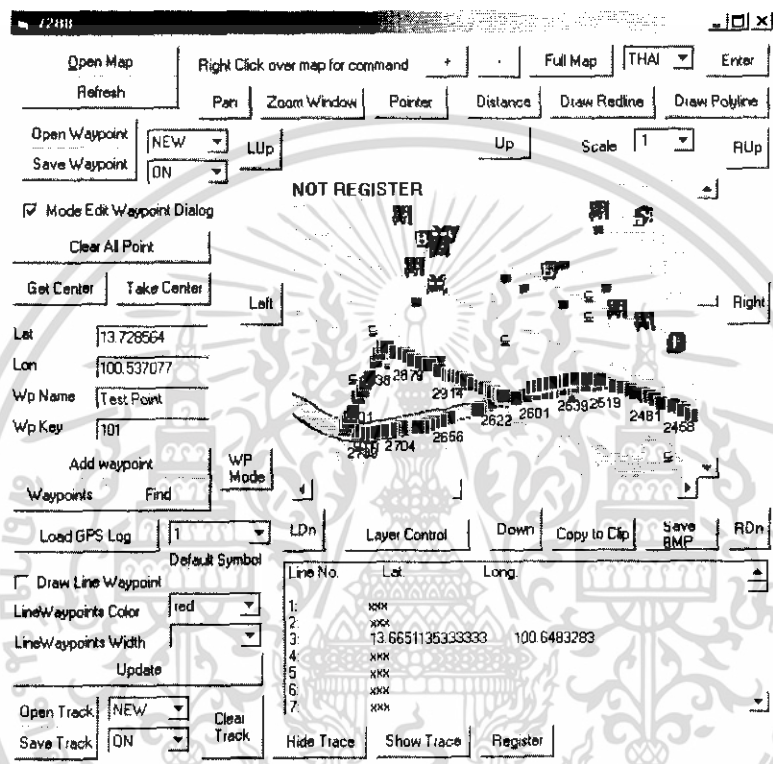 7288
Open Map
Right Click over map for command
+
-
Full Map
THAI
Enter
Refresh
Pan
Zoom Window
Pointer
Distance
Draw Redline
Draw Polyline
Open Waypoint
NEW
LUp
Up
Scale
1
RUp
Save Waypoint
ON
NOT REGISTER
Mode Edit Waypoint Dialog
Clear All Point
Get Center
Take Center
Left
Right
Lat
13.728564
Lon
100.537077
Wp Name
Test Point
Wp Key
101
2879
2914
2622
2601
2539
2519
2481
2458
2704
2656
Add waypoint
WP Mode
Waypoints
Find
Load GPS Log
1
LDn
Layer Control
Down
Copy to Clip
Save BMP
RDn
Default Symbol
Draw Line Waypoint
LineWaypoints Color
red
LineWaypoints Width
Update
Line No. Lat. Long.
1: xxx
2: xxx
3: 13.6651135333333 100.6483283
4: xxx
5: xxx
6: xxx
7: xxx
Open Track
NEW
Clear Track
Save Track
ON
Hide Trace
Show Trace
Register